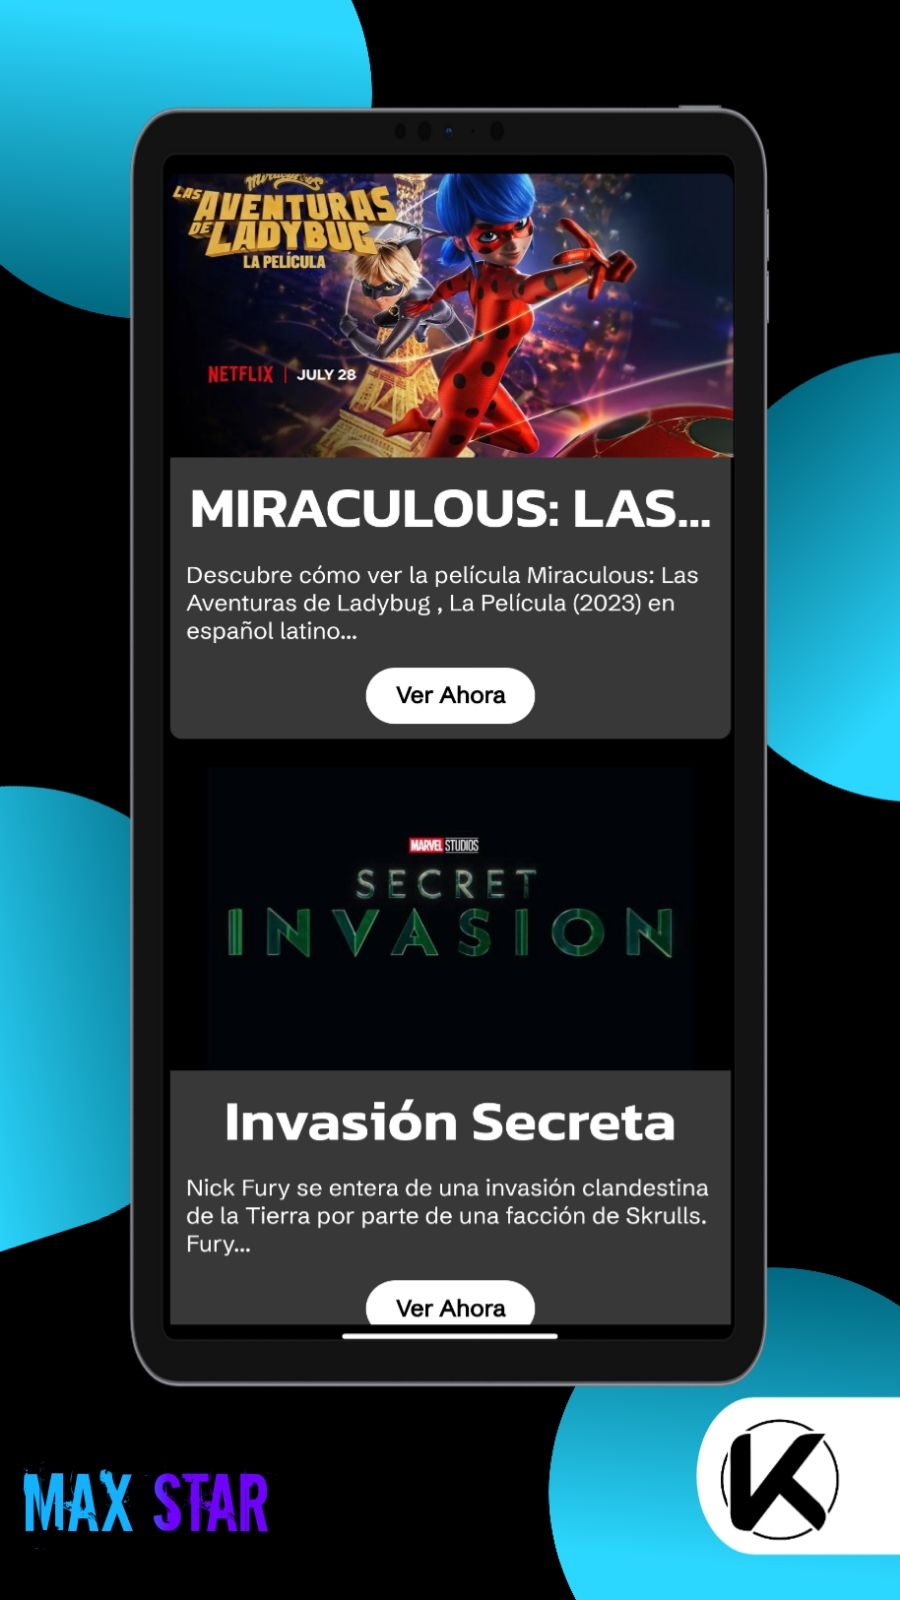 Miraculous
LAS
AVENTURAS
DE
LADYBUG
LA PELÍCULA
NETFLIX | JULY 28
MIRACULOUS: LAS...
Descubre cómo ver la película Miraculous: Las
Aventuras de Ladybug , La Película (2023) en
español latino...
Ver Ahora
MARVEL STUDIOS
SECRET
INVASION
Invasión Secreta
Nick Fury se entera de una invasión clandestina
de la Tierra por parte de una facción de Skrulls.
Fury...
Ver Ahora
MAX STAR
K